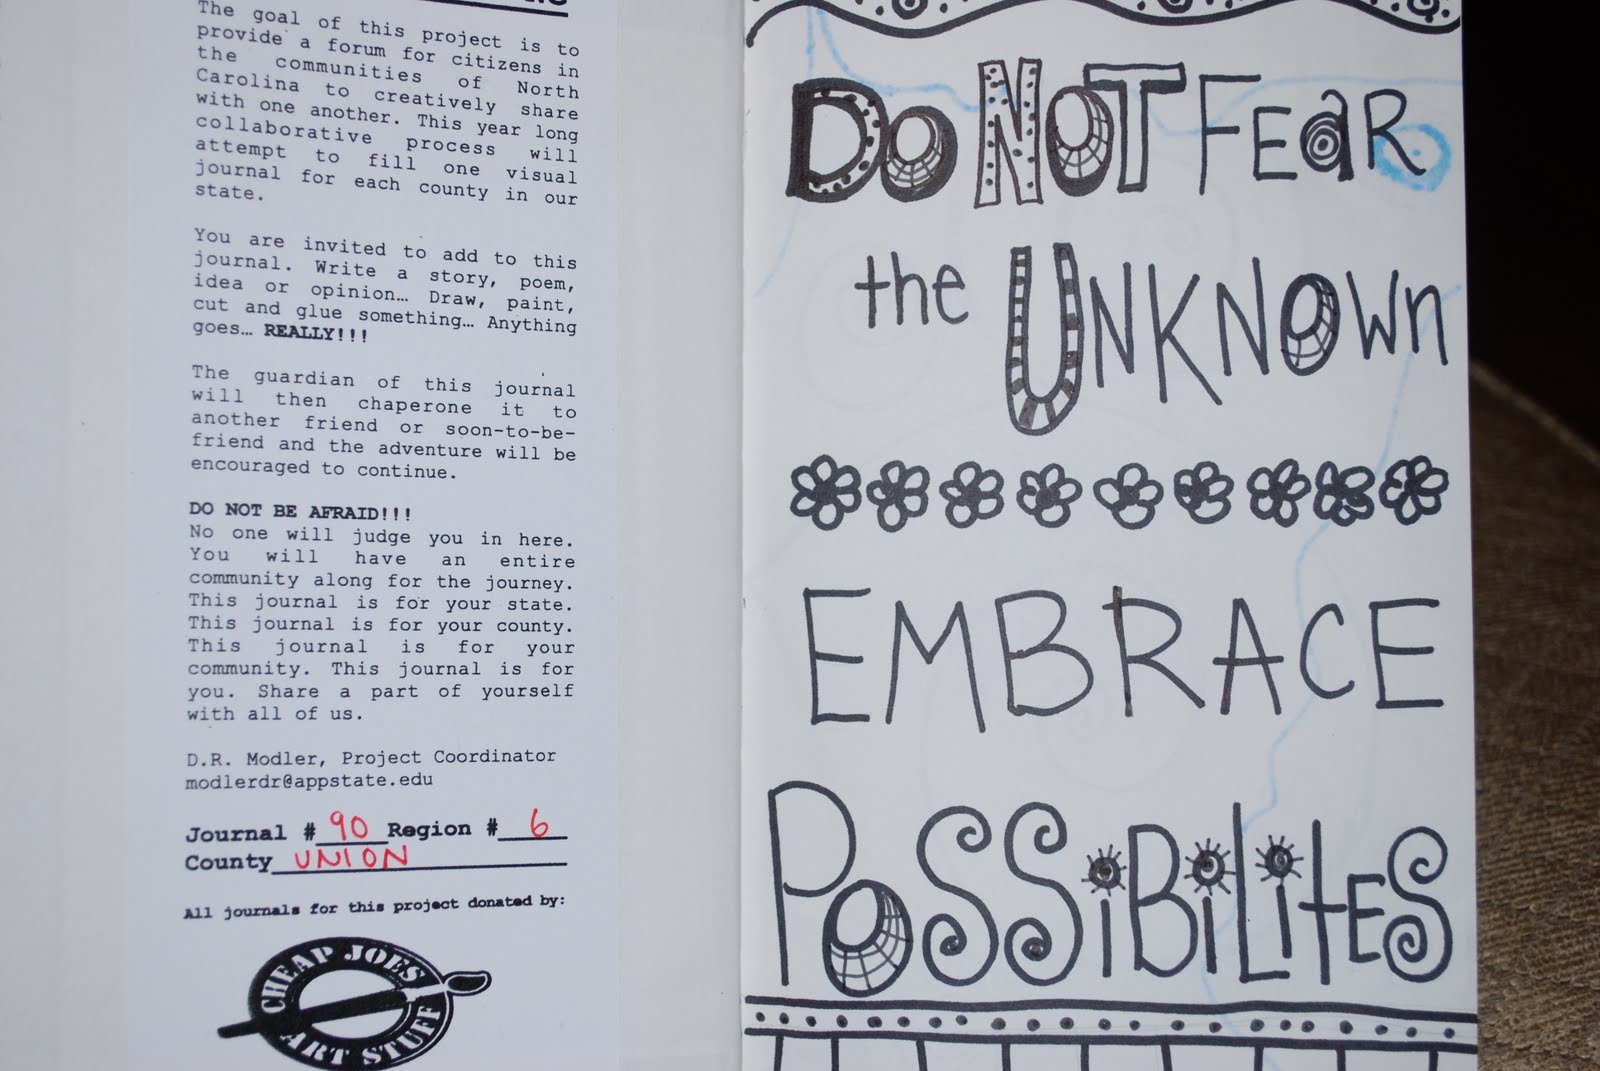 The goal of this project is to
provide a forum for citizens in
the communities of North
Carolina to creatively share
with one another. This year long
collaborative process will
attempt to fill one visual
journal for each county in our
state.
You are invited to add to this
journal. Write a story, poem,
idea or opinion… Draw, paint,
cut and glue something… Anything
goes… REALLY!!!
The guardian of this journal
will then chaperone it to
another friend or soon-to-be-
friend and the adventure will be
encouraged to continue.
DO NOT BE AFRAID!!!
No one will judge you in here.
You will have an entire
community along for the journey.
This journal is for your state.
This journal is for your county.
This journal is for your
community. This journal is for
you. Share a part of yourself
with all of us.
D.R. Modler, Project Coordinator
modlerdr@appstate.edu
Journal # 90 Region # 6
County UNION
All journals for this project donated by:
CHEAP JOES
ART STUFF
DO NOT FEaR
the UNKNOWn
EMBRACE
PoSSiBiLitES